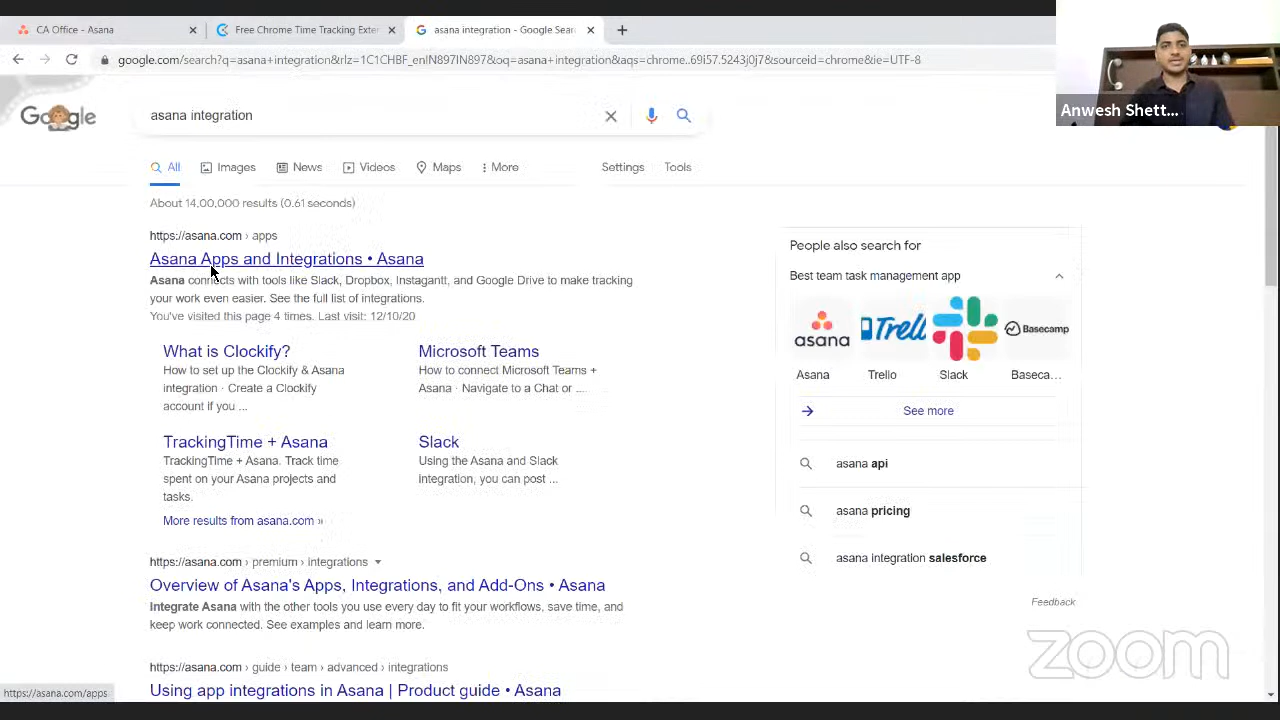 CA Office - Asana
Free Chrome Time Tracking Exte
asana integration - Google Sear
Anwesh Shett...
google.com/search?q=asana+integration&rlz=1C1CHBF_enIN897IN897&oq=asana+integration&aqs=chrome..69i57.5243j0j7&sourceid=chrome&ie=UTF-8
Google
asana integration
All
Images
News
Videos
Maps
More
Settings
Tools
About 14,00,000 results (0.61 seconds)
https://asana.com › apps
Asana Apps and Integrations • Asana
Asana connects with tools like Slack, Dropbox, Instagantt, and Google Drive to make tracking
your work even easier. See the full list of integrations.
You've visited this page 4 times. Last visit: 12/10/20
What is Clockify?
How to set up the Clockify & Asana
integration · Create a Clockify
account if you ...
Microsoft Teams
How to connect Microsoft Teams +
Asana · Navigate to a Chat or ...
TrackingTime + Asana
TrackingTime + Asana. Track time
spent on your Asana projects and
tasks.
Slack
Using the Asana and Slack
integration, you can post ...
More results from asana.com »
https://asana.com › premium › integrations
Overview of Asana's Apps, Integrations, and Add-Ons • Asana
Integrate Asana with the other tools you use every day to fit your workflows, save time, and
keep work connected. See examples and learn more.
https://asana.com › guide › team › advanced › integrations
Using app integrations in Asana | Product guide • Asana
People also search for
Best team task management app
asana
Trell
Basecamp
Asana
Trello
Slack
Baseca...
See more
asana api
asana pricing
asana integration salesforce
Feedback
zoom
https://asana.com/apps